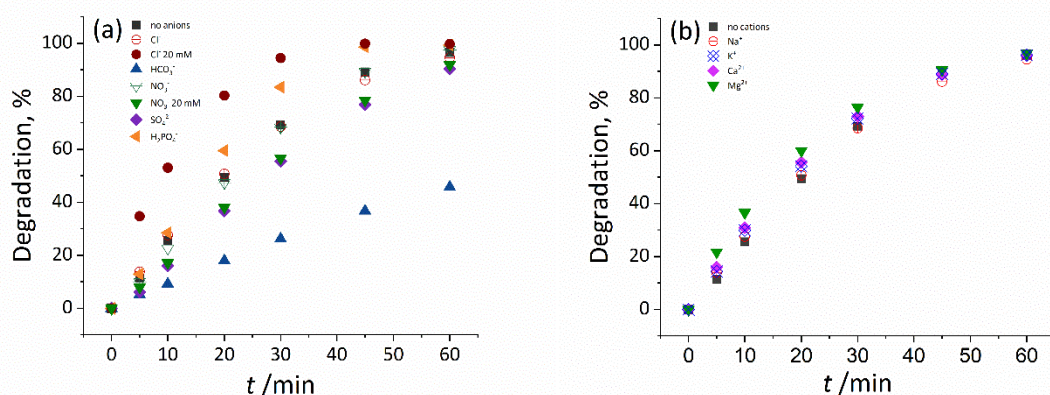 (a)
no anions
Cl⁻
Cl⁻ 20 mM
HCO₃⁻
NO₃⁻
NO₃⁻ 20 mM
SO₄²⁻
H₂PO₄⁻
100
80
60
40
20
0
Degradation, %
0 10 20 30 40 50 60
t /min
(b)
no cations
Na⁺
K⁺
Ca²⁺
Mg²⁺
100
80
60
40
20
0
Degradation, %
0 10 20 30 40 50 60
t /min